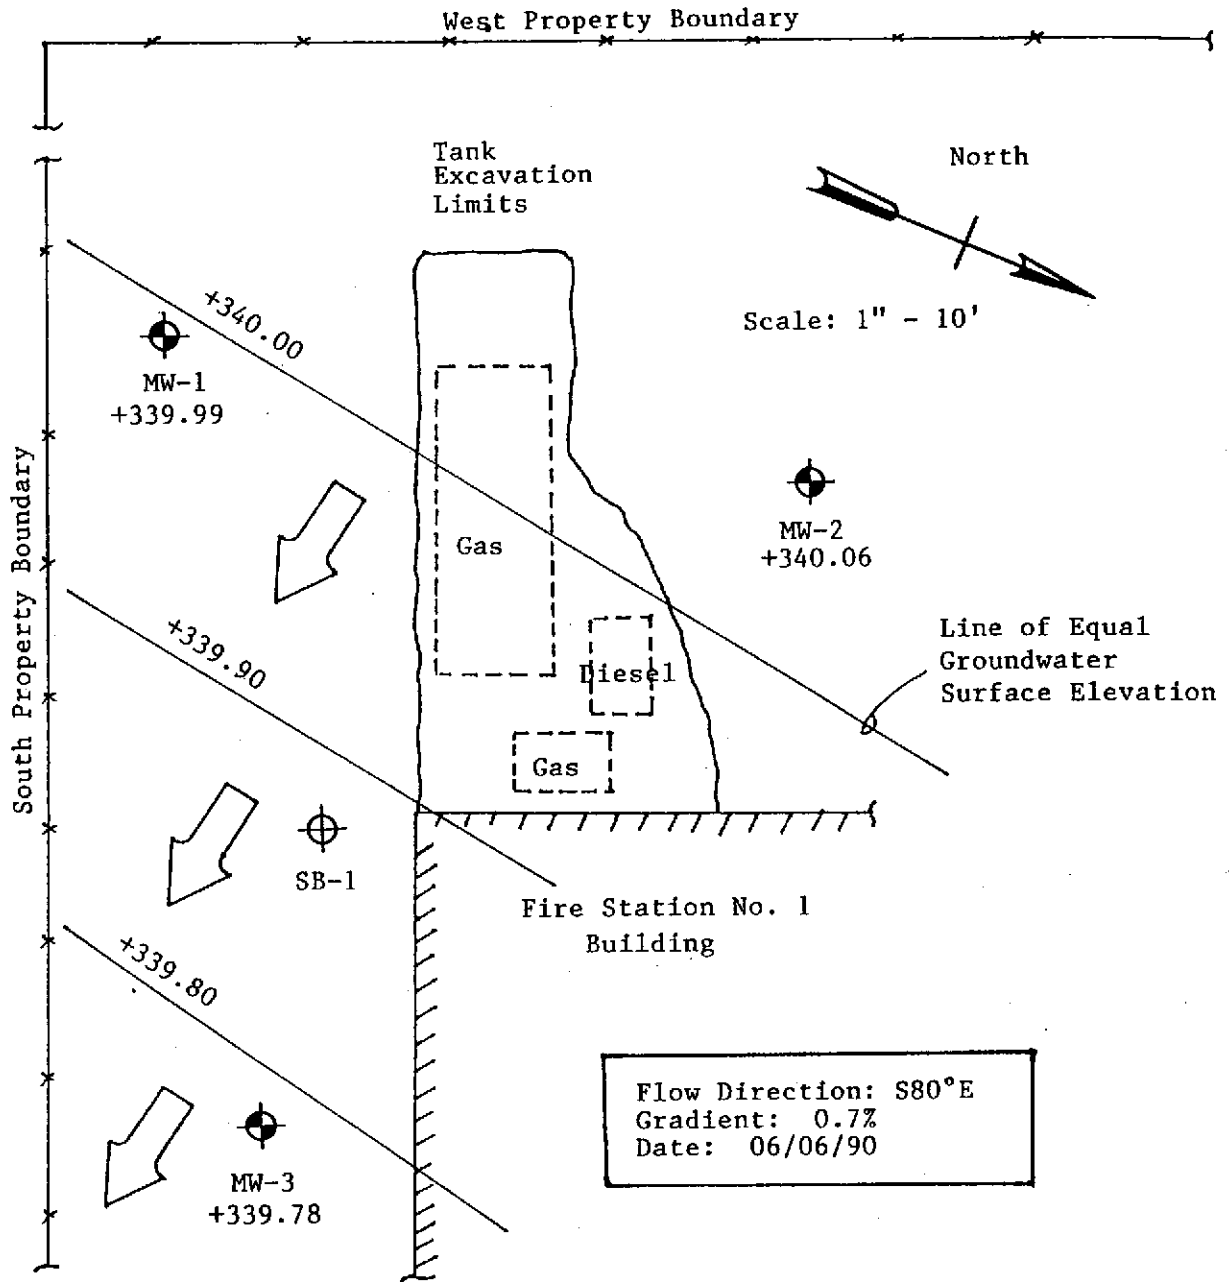 West Property Boundary
Tank
Excavation
Limits
North
Scale: 1" - 10'
+340.00
MW-1
+339.99
MW-2
+340.06
South Property Boundary
Gas
Diesel
Gas
Line of Equal
Groundwater
Surface Elevation
+339.90
SB-1
Fire Station No. 1
Building
+339.80
MW-3
+339.78
Flow Direction: S80°E
Gradient: 0.7%
Date: 06/06/90